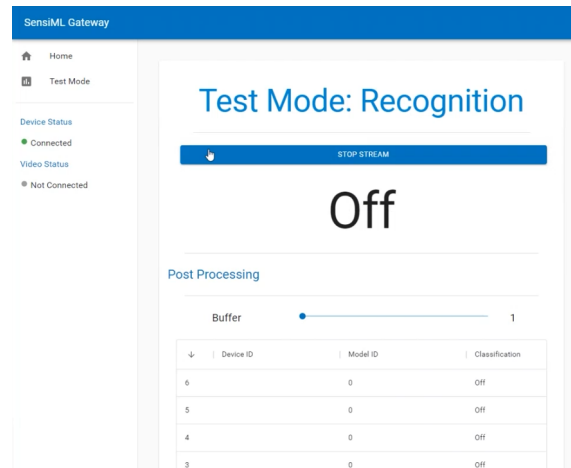 SensiML Gateway
Home
Test Mode
Device Status
Connected
Video Status
Not Connected
Test Mode: Recognition
STOP STREAM
Off
Post Processing
Buffer 1
Device ID Model ID Classification
6 0 Off
5 0 Off
4 0 Off
3 0 Off